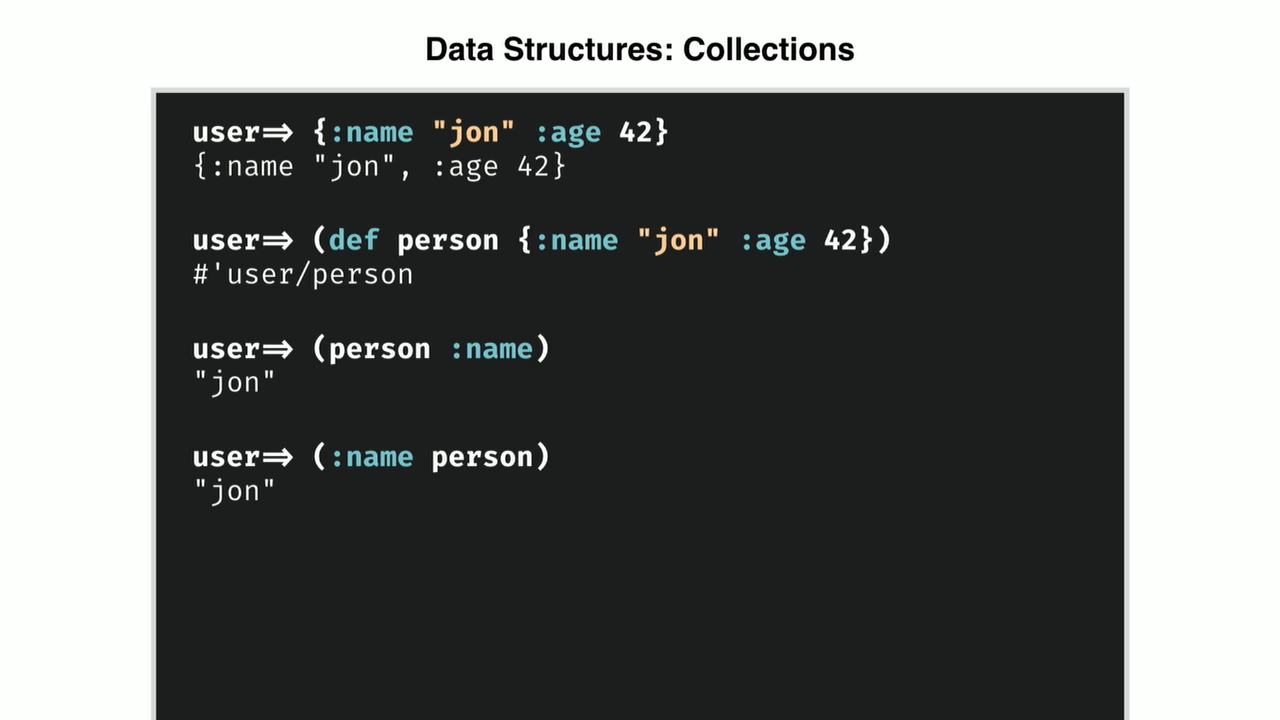 Data Structures: Collections
user=> {:name "jon" :age 42}
{:name "jon", :age 42}
user=> (def person {:name "jon" :age 42})
#'user/person
user=> (person :name)
"jon"
user=> (:name person)
"jon"